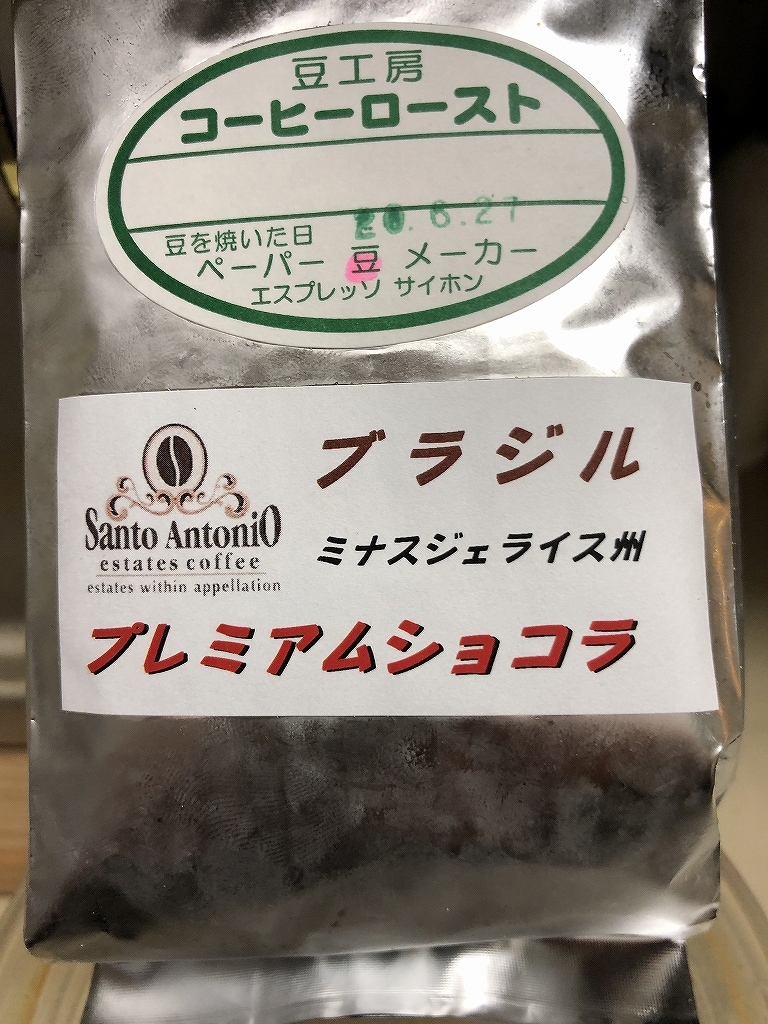 豆工房
コーヒーロースト
20.6.27
豆を焼いた日
ペーパー 豆 メーカー
エスプレッソ サイホン
ブラジル
Santo Antonio
estates coffee
estates within appellation
ミナスジェライス州
プレミアムショコラ